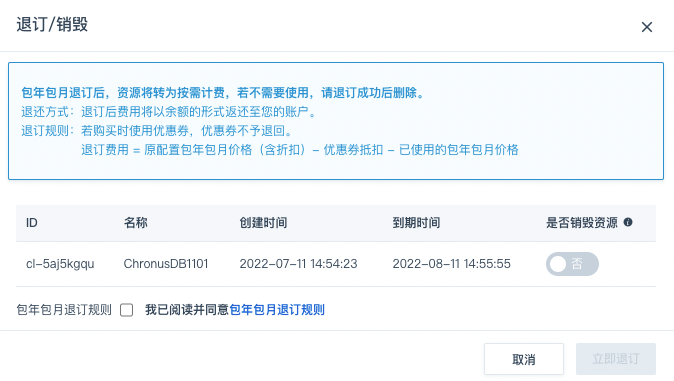 退订/销毁
包年包月退订后，资源将转为按需计费，若不需要使用，请退订成功后删除。
退还方式：退订后费用将以余额的形式返还至您的账户。
退订规则：若购买时使用优惠券，优惠券不予退回。
退订费用 = 原配置包年包月价格（含折扣）- 优惠券抵扣 - 已使用的包年包月价格
ID 名称 创建时间 到期时间 是否销毁资源
cl-5aj5kgqu ChronusDB1101 2022-07-11 14:54:23 2022-08-11 14:55:55 否
包年包月退订规则 我已阅读并同意包年包月退订规则
取消 立即退订